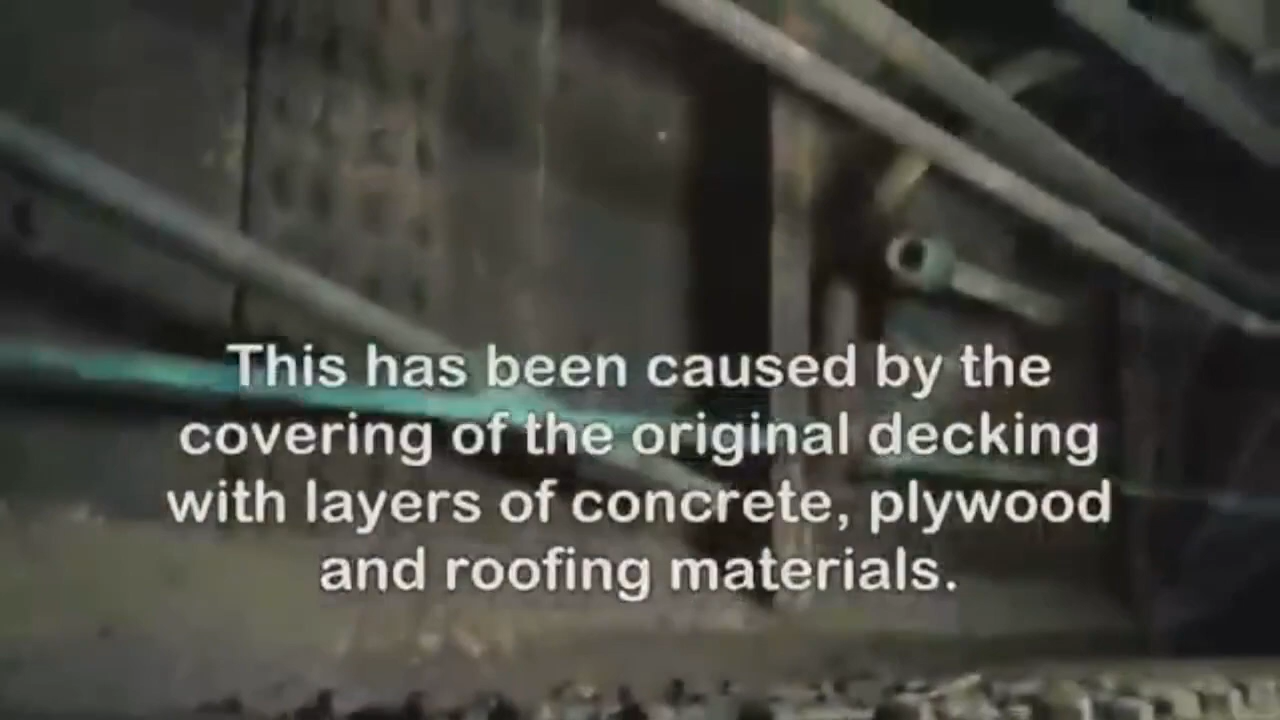 This has been caused by the
covering of the original decking
with layers of concrete, plywood
and roofing materials.